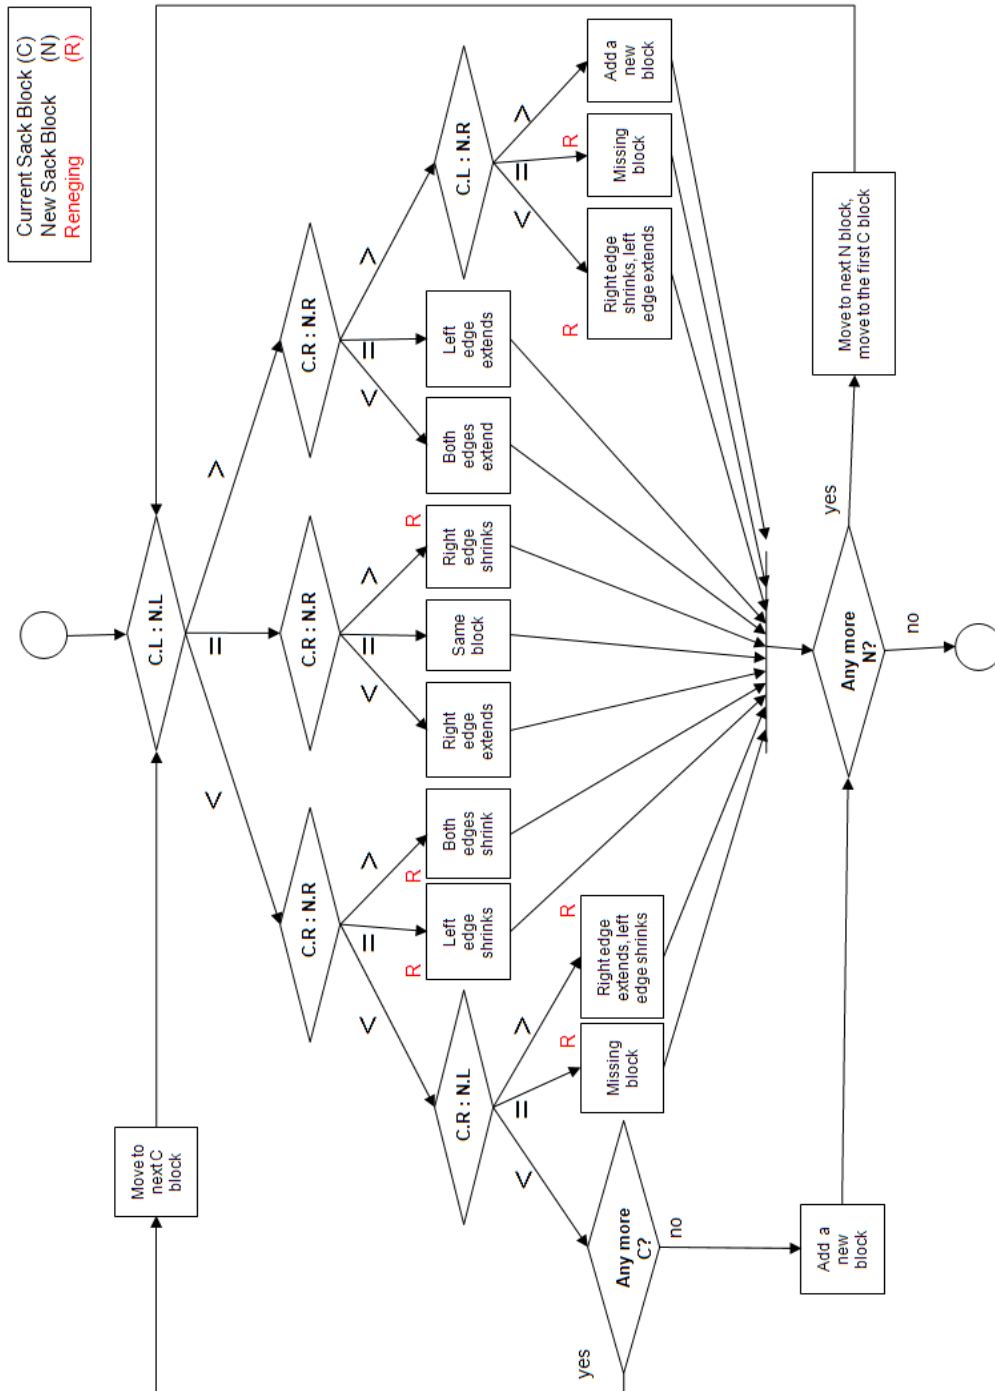 Current Sack Block (C)
New Sack Block (N)
Reneging (R)
C.L : N.L
<
=
>
C.R : N.R
<
=
>
C.R : N.R
<
=
>
C.R : N.R
<
=
>
C.R : N.L
<
=
>
R
Left
edge
shrinks
R
Both
edges
shrink
Right
edge
extends
Same
block
R
Right
edge
shrinks
Both
edges
extend
Left
edge
extends
C.L : N.R
<
=
>
Any more
C?
yes
no
R
Missing
block
R
Right edge
extends, left
edge shrinks
R
Right edge
shrinks, left
edge extends
R
Missing
block
Add a
new
block
Move to
next C
block
Add a
new
block
Any more
N?
yes
no
Move to next N block,
move to the first C block